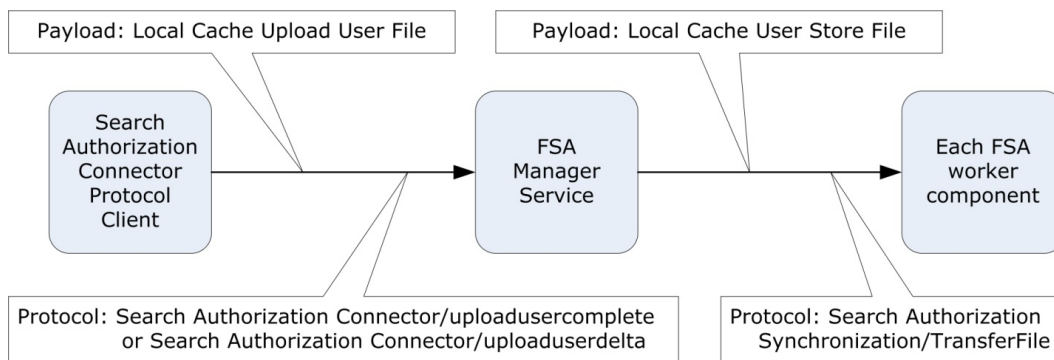 Payload: Local Cache Upload User File
Payload: Local Cache User Store File
Search
Authorization
Connector
Protocol
Client
FSA
Manager
Service
Each FSA
worker
component
Protocol: Search Authorization Connector/uploadusercomplete
or Search Authorization Connector/uploaduserdelta
Protocol: Search Authorization
Synchronization/TransferFile